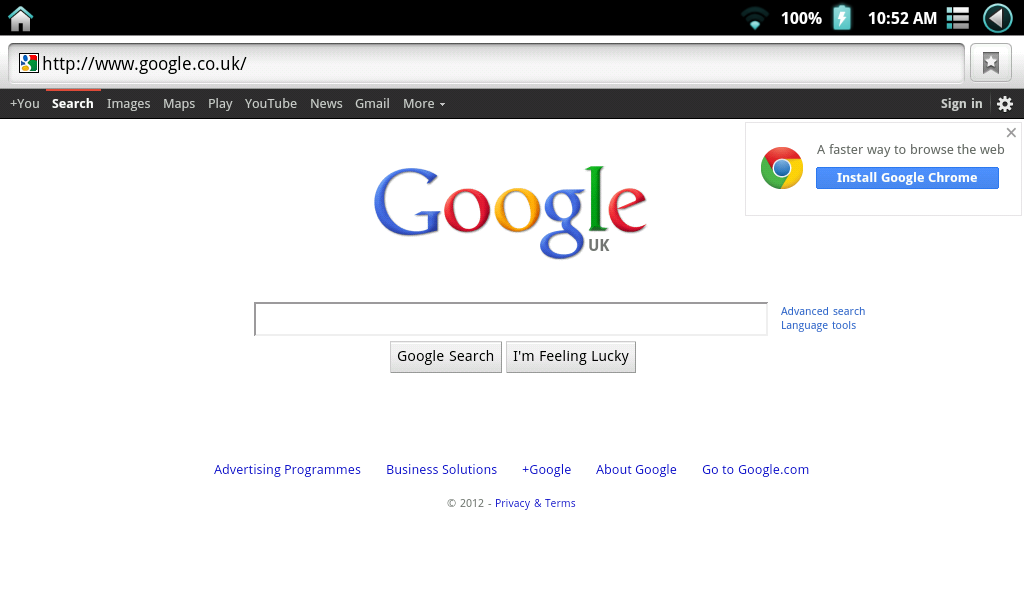 100% 10:52 AM
http://www.google.co.uk/
+You Search Images Maps Play YouTube News Gmail More Sign in
A faster way to browse the web
Install Google Chrome
Google
UK
Advanced search
Language tools
Google Search I'm Feeling Lucky
Advertising Programmes Business Solutions +Google About Google Go to Google.com
© 2012 - Privacy & Terms